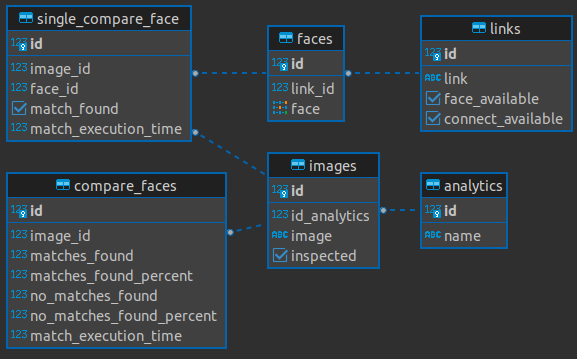 single_compare_face
123 id
123 image_id
123 face_id
match_found
123 match_execution_time
faces
123 id
123 link_id
face
links
123 id
ABC link
face_available
connect_available
compare_faces
123 id
123 image_id
123 matches_found
123 matches_found_percent
123 no_matches_found
123 no_matches_found_percent
123 match_execution_time
images
123 id
123 id_analytics
ABC image
inspected
analytics
123 id
ABC name